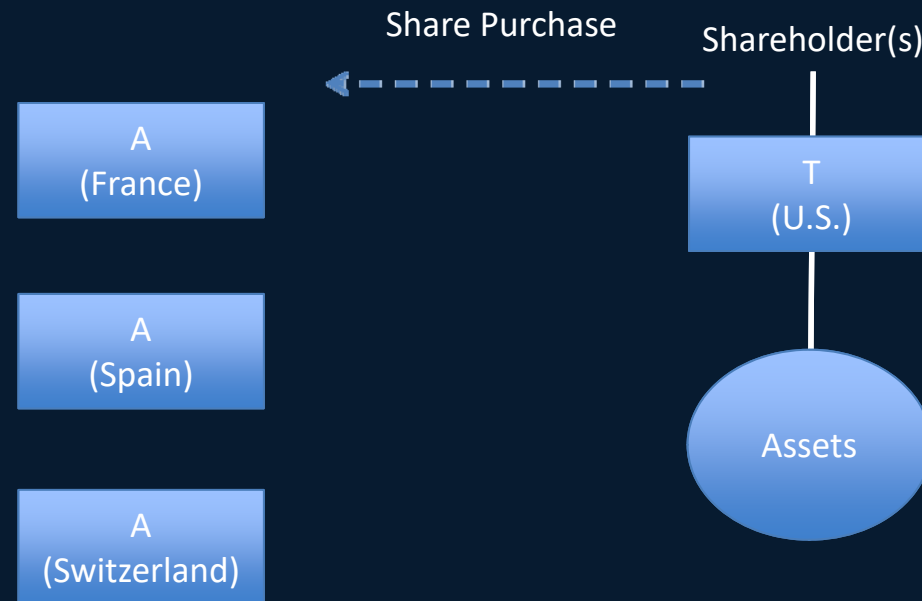 Share Purchase
Shareholder(s)
A
(France)
T
(U.S.)
A
(Spain)
Assets
A
(Switzerland)